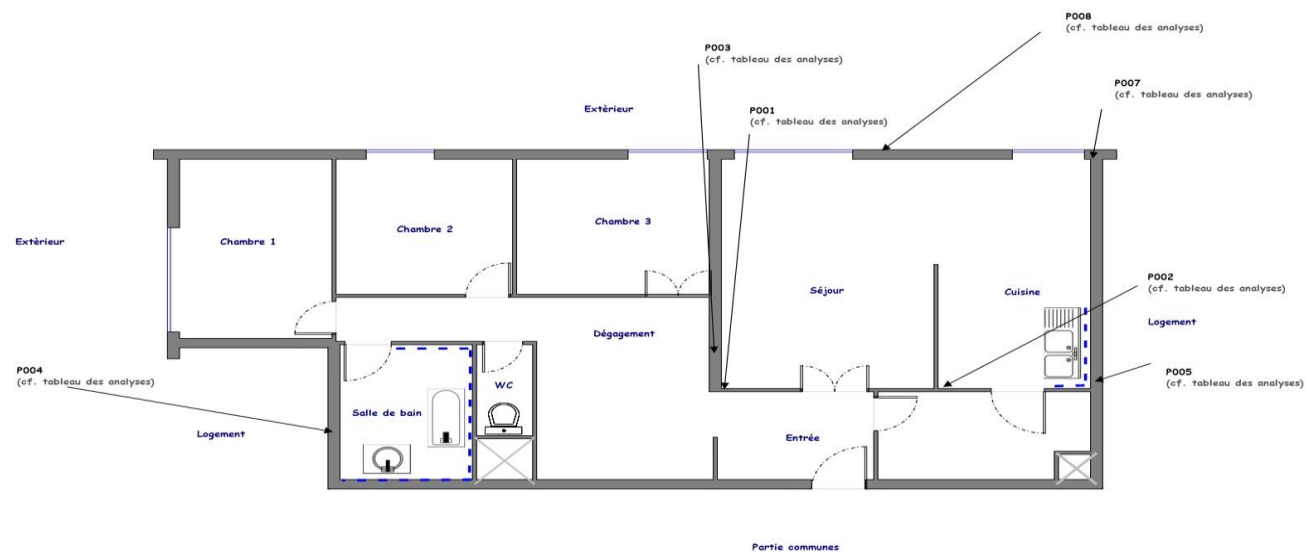 P008
(cf. tableau des analyses)
P003
(cf. tableau des analyses)
P007
(cf. tableau des analyses)
Extèrieur
P001
(cf. tableau des analyses)
Chambre 3
Chambre 2
Extèrieur
Chambre 1
P002
(cf. tableau des analyses)
Séjour
Cuisine
Logement
Dégagement
P004
(cf. tableau des analyses)
P005
(cf. tableau des analyses)
WC
Salle de bain
Logement
Entrée
Partie communes